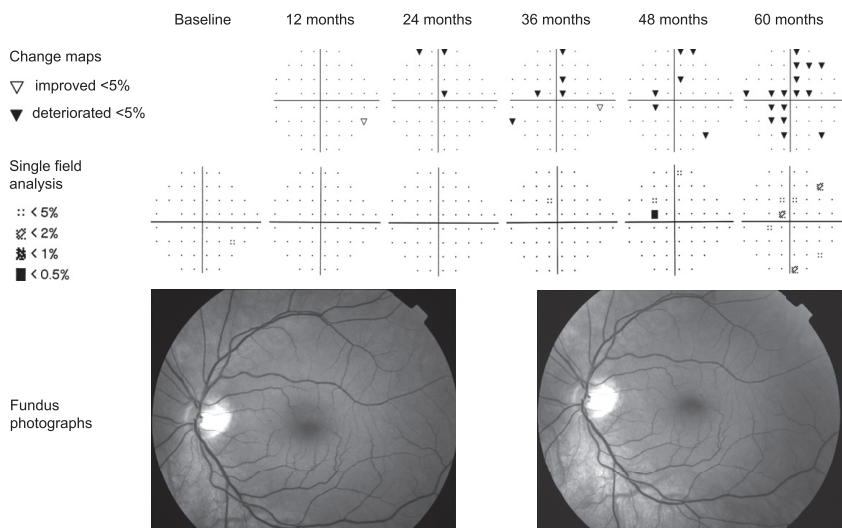 Baseline 12 months 24 months 36 months 48 months 60 months
Change maps
improved <5%
deteriorated <5%
Single field
analysis
< 5%
< 2%
< 1%
< 0.5%
Fundus
photographs